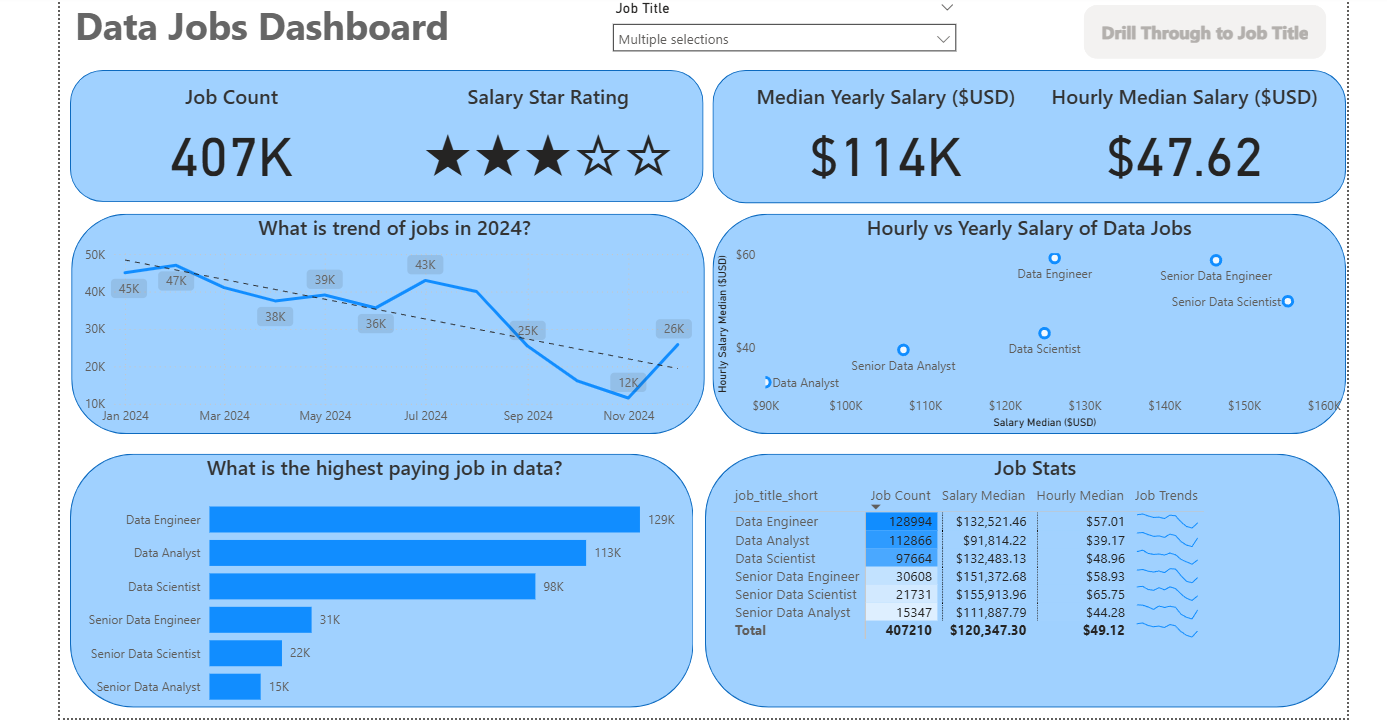 Data Jobs Dashboard
Job Title
Multiple selections
Drill Through to Job Title
Job Count
407K
Salary Star Rating
★★★☆☆
Median Yearly Salary ($USD)
$114K
Hourly Median Salary ($USD)
$47.62
What is trend of jobs in 2024?
50K
40K
30K
20K
10K
45K
47K
38K
39K
36K
43K
25K
12K
26K
Jan 2024
Mar 2024
May 2024
Jul 2024
Sep 2024
Nov 2024
Hourly vs Yearly Salary of Data Jobs
Hourly Salary Median ($USD)
$60
$40
Data Engineer
Senior Data Engineer
Senior Data Scientist
Data Scientist
Senior Data Analyst
Data Analyst
$90K
$100K
$110K
$120K
$130K
$140K
$150K
$160K
Salary Median ($USD)
What is the highest paying job in data?
Data Engineer 129K
Data Analyst 113K
Data Scientist 98K
Senior Data Engineer 31K
Senior Data Scientist 22K
Senior Data Analyst 15K
Job Stats
job_title_short Job Count Salary Median Hourly Median Job Trends
Data Engineer 128994 $132,521.46 $57.01
Data Analyst 112866 $91,814.22 $39.17
Data Scientist 97664 $132,483.13 $48.96
Senior Data Engineer 30608 $151,372.68 $58.93
Senior Data Scientist 21731 $155,913.96 $65.75
Senior Data Analyst 15347 $111,887.79 $44.28
Total 407210 $120,347.30 $49.12